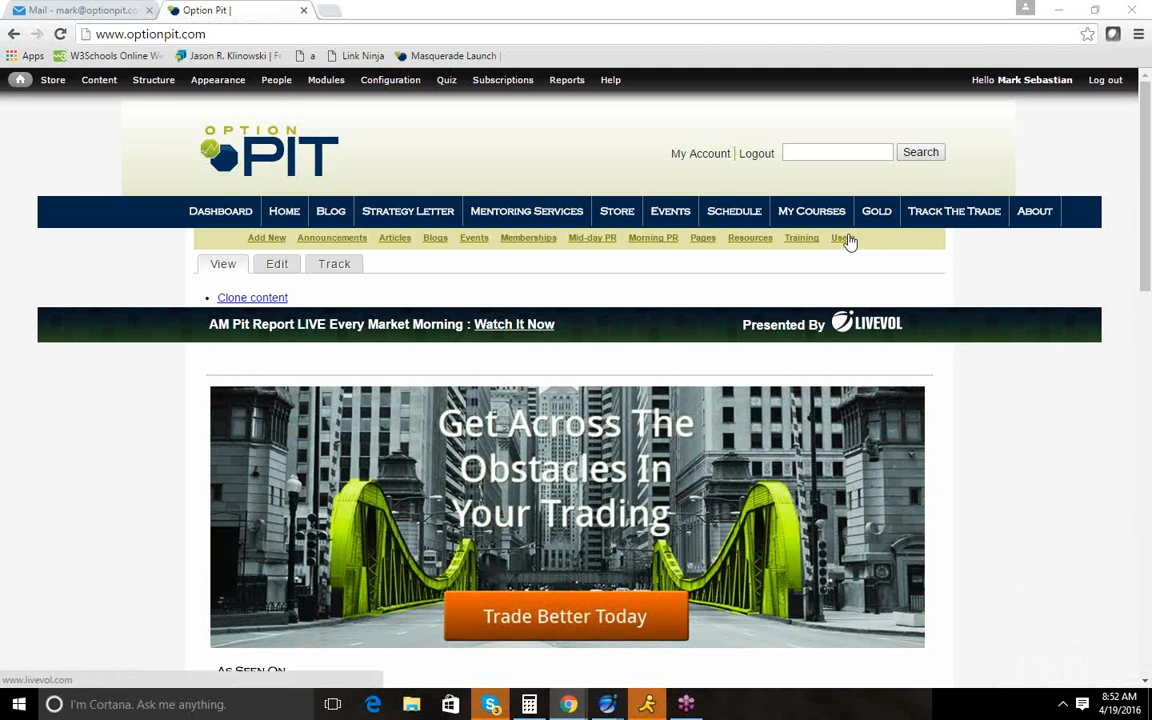 Mail - mark@optionpit.co
Option Pit |
www.optionpit.com
Apps
W3Schools Online We
Jason R. Klinowski | F
a
Link Ninja
Masquerade Launch |
Store
Content
Structure
Appearance
People
Modules
Configuration
Quiz
Subscriptions
Reports
Help
Hello Mark Sebastian
Log out
OPTION
PIT
My Account
Logout
Search
DASHBOARD
HOME
BLOG
STRATEGY LETTER
MENTORING SERVICES
STORE
EVENTS
SCHEDULE
MY COURSES
GOLD
TRACK THE TRADE
ABOUT
Add New
Announcements
Articles
Blogs
Events
Memberships
Mid-day PR
Morning PR
Pages
Resources
Training
View
Edit
Track
Clone content
AM Pit Report LIVE Every Market Morning : Watch It Now
Presented By LIVEVOL
Get Across The
Obstacles In
Your Trading
Trade Better Today
AS SEEN ON
www.livevol.com
I'm Cortana. Ask me anything.
8:52 AM
4/19/2016